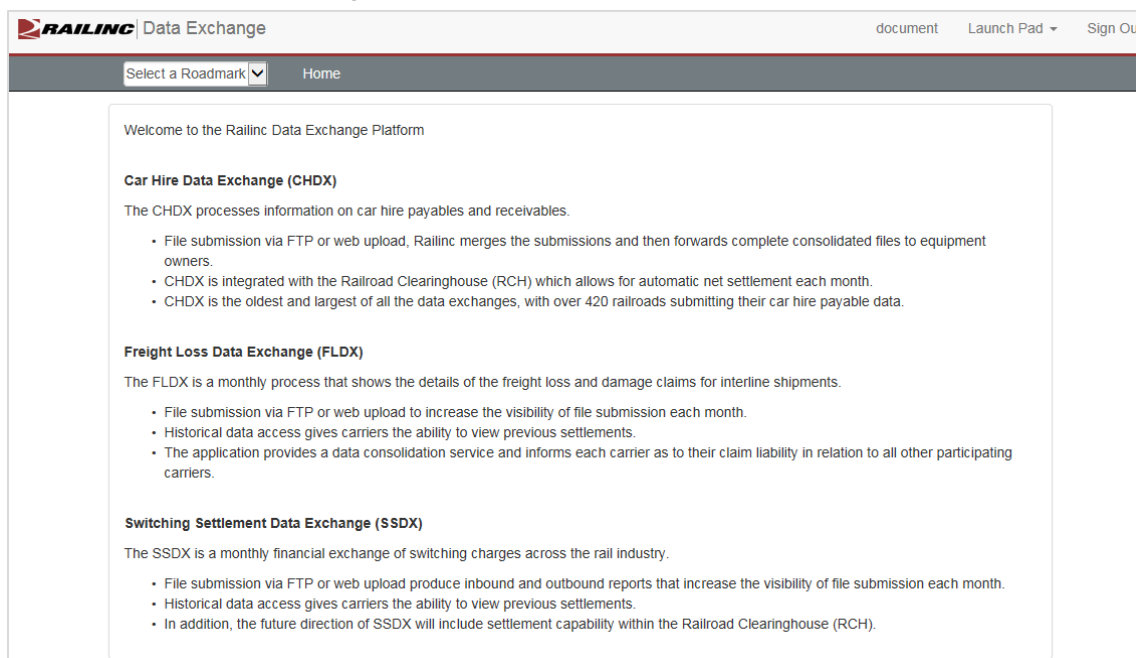 RAILINC Data Exchange document Launch Pad Sign Ou
Select a Roadmark Home
Welcome to the Railinc Data Exchange Platform
Car Hire Data Exchange (CHDX)
The CHDX processes information on car hire payables and receivables.
• File submission via FTP or web upload, Railinc merges the submissions and then forwards complete consolidated files to equipment
owners.
• CHDX is integrated with the Railroad Clearinghouse (RCH) which allows for automatic net settlement each month.
• CHDX is the oldest and largest of all the data exchanges, with over 420 railroads submitting their car hire payable data.
Freight Loss Data Exchange (FLDX)
The FLDX is a monthly process that shows the details of the freight loss and damage claims for interline shipments.
• File submission via FTP or web upload to increase the visibility of file submission each month.
• Historical data access gives carriers the ability to view previous settlements.
• The application provides a data consolidation service and informs each carrier as to their claim liability in relation to all other participating
carriers.
Switching Settlement Data Exchange (SSDX)
The SSDX is a monthly financial exchange of switching charges across the rail industry.
• File submission via FTP or web upload produce inbound and outbound reports that increase the visibility of file submission each month.
• Historical data access gives carriers the ability to view previous settlements.
• In addition, the future direction of SSDX will include settlement capability within the Railroad Clearinghouse (RCH).